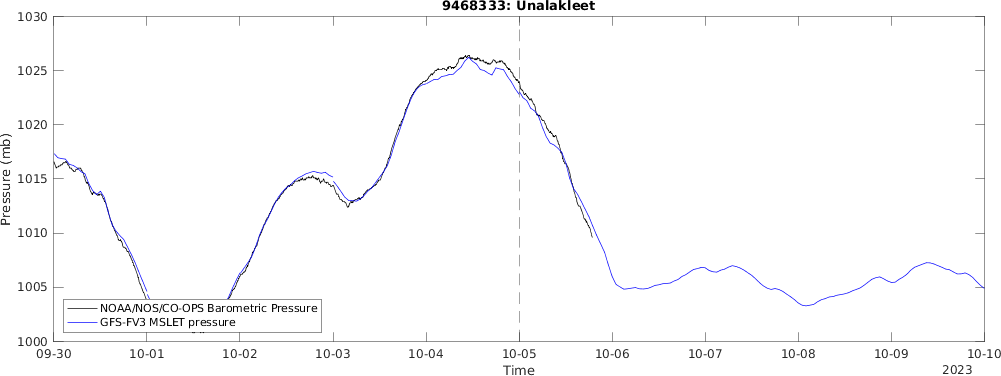 9468333: Unalakleet
1030
1025
1020
1015
1010
1005
1000
Pressure (mb)
NOAA/NOS/CO-OPS Barometric Pressure
GFS-FV3 MSLET pressure
09-30 10-01 10-02 10-03 10-04 10-05 10-06 10-07 10-08 10-09 10-10
Time
2023